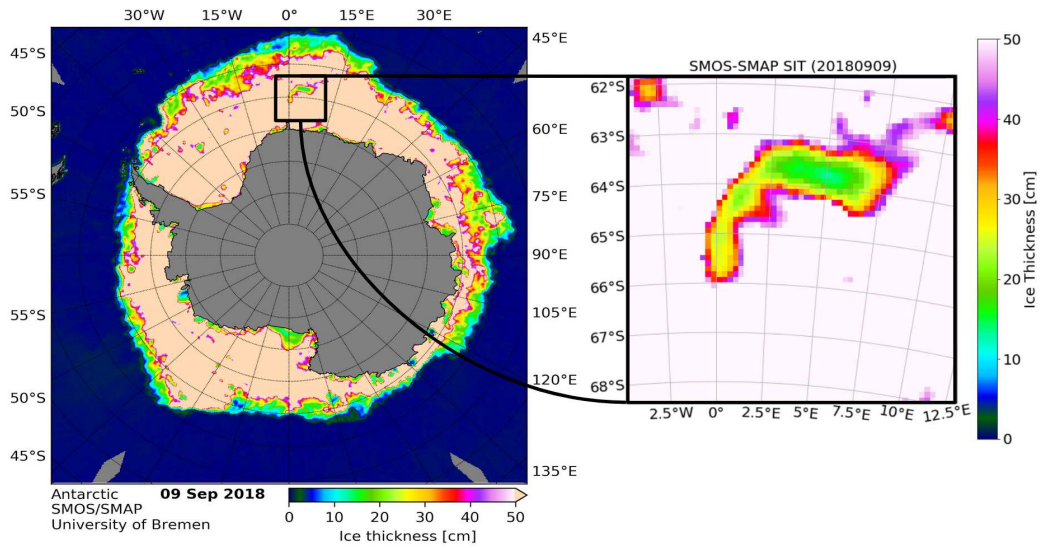 30°W 15°W 0° 15°E 30°E
45°S
50°S
55°S
55°S
50°S
45°S
45°E
60°E
75°E
90°E
105°E
120°E
135°E
Antarctic 09 Sep 2018
SMOS/SMAP
University of Bremen
0 10 20 30 40 50
Ice thickness [cm]
SMOS-SMAP SIT (20180909)
62°S
63°S
64°S
65°S
66°S
67°S
68°S
2.5°W 0° 2.5°E 5°E 7.5°E 10°E 12.5°E
50
40
30
20
10
0
Ice Thickness [cm]